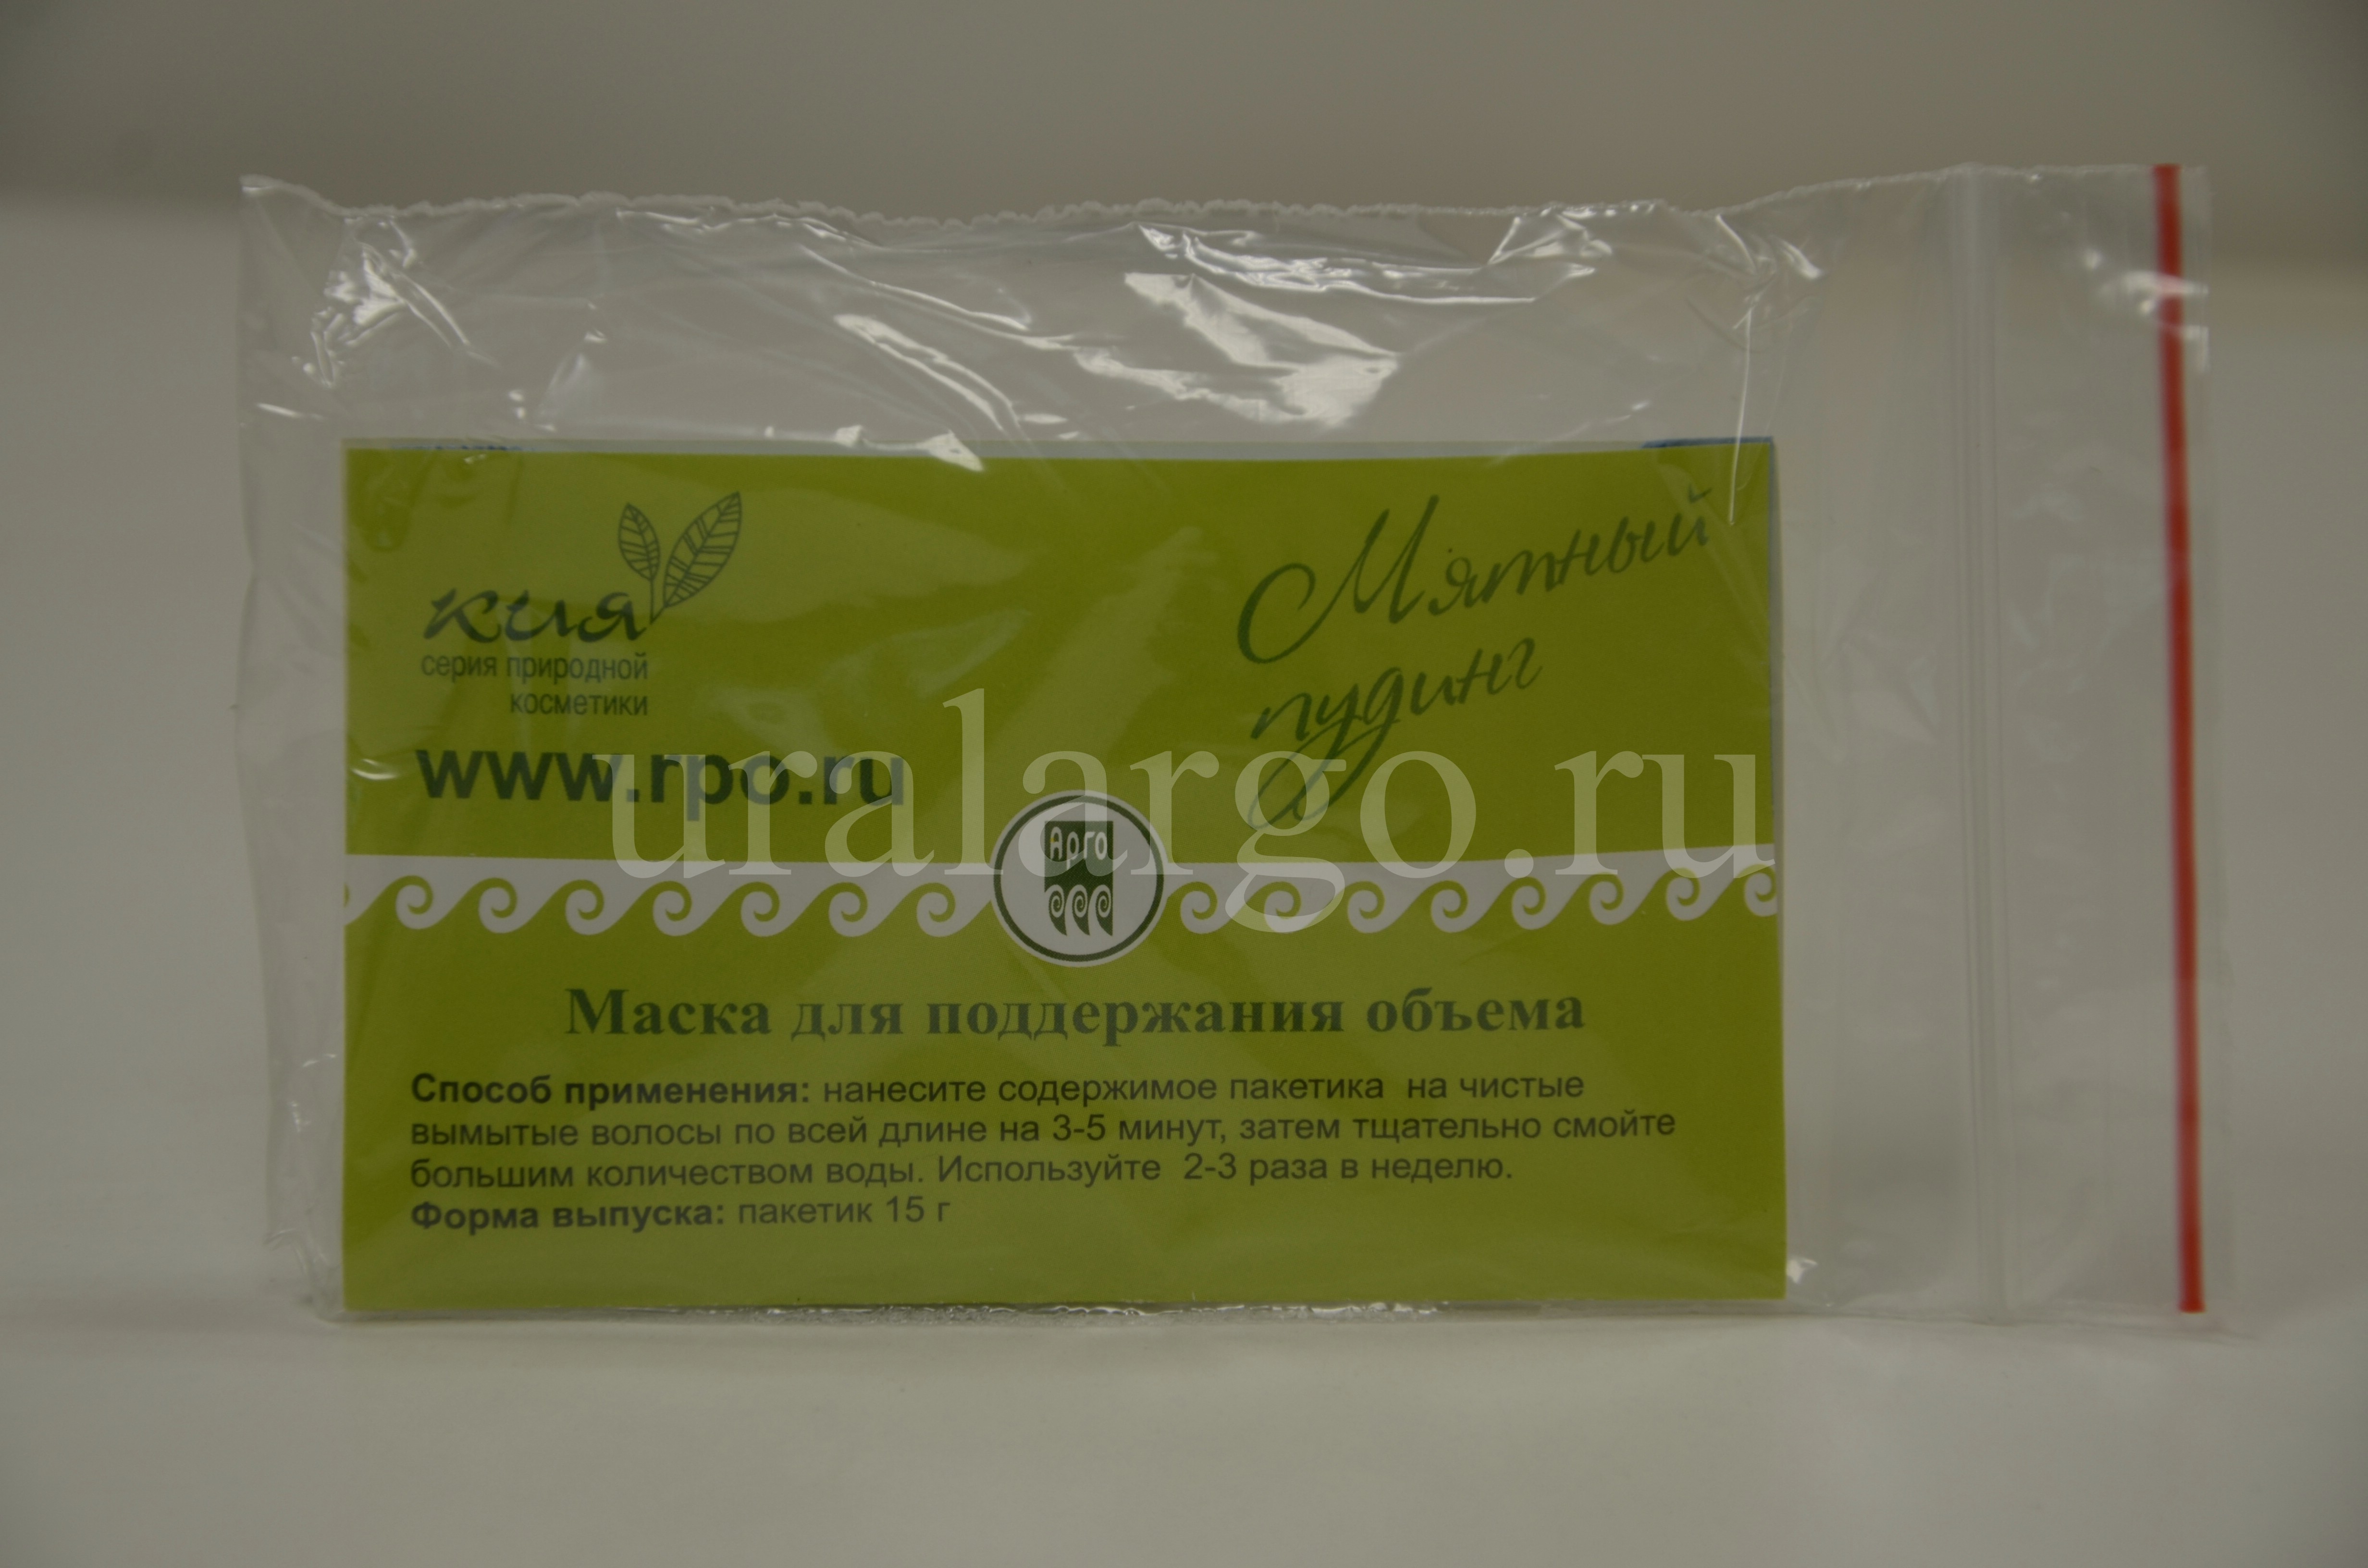 кия
серия природной
косметики
www.rpo.ru
Мятный
пудинг
uralargo.ru
Арго
Маска для поддержания объема
Способ применения: нанесите содержимое пакетика на чистые
вымытые волосы по всей длине на 3-5 минут, затем тщательно смойте
большим количеством воды. Используйте 2-3 раза в неделю.
Форма выпуска: пакетик 15 г